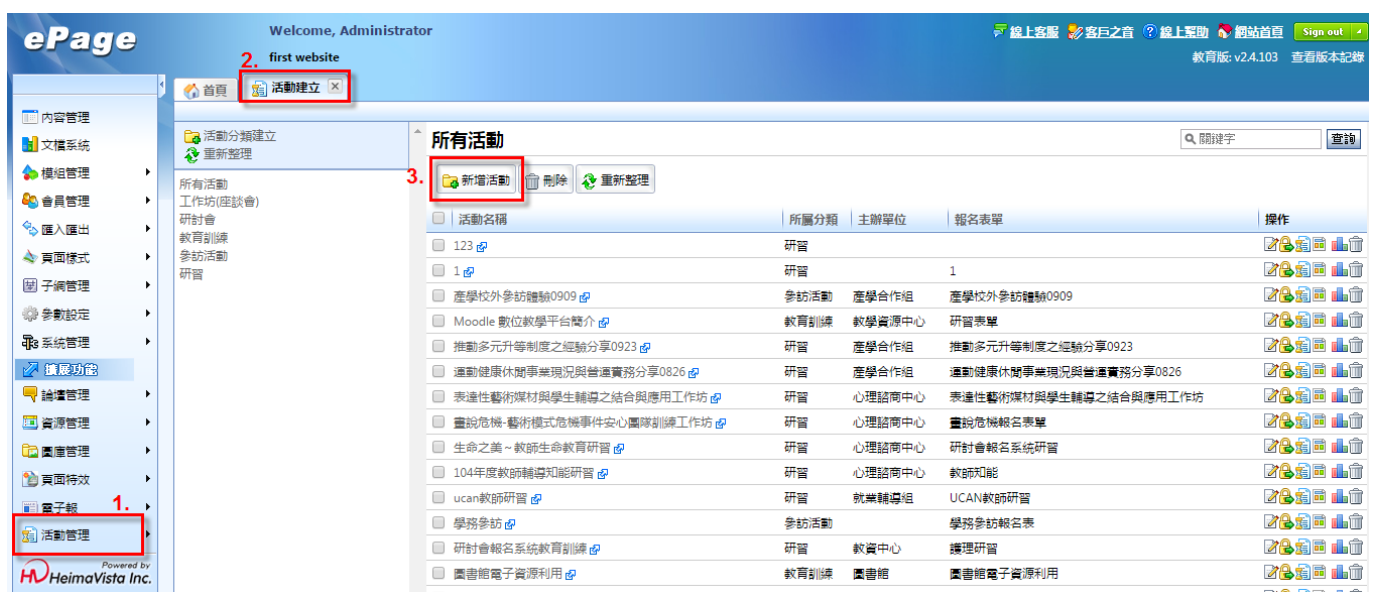 ePage
Welcome, Administrator
first website
線上客服 客戶之音 線上幫助 網站首頁 Sign out
教育版: v2.4.103 查看版本記錄
2.
首頁 活動建立
內容管理
文檔系統
模組管理
會員管理
匯入匯出
頁面樣式
子網管理
參數設定
系統管理
擴展功能
論壇管理
資源管理
圖庫管理
頁面特效
電子報
1.
活動管理
Powered by
HeimaVista Inc.
活動分類建立
重新整理
所有活動
工作坊(座談會)
研討會
教育訓練
參訪活動
研習
所有活動
關鍵字 查詢
3.
新增活動 刪除 重新整理
活動名稱 所屬分類 主辦單位 報名表單 操作
123 研習
1 研習 1
產學校外參訪體驗0909 參訪活動 產學合作組 產學校外參訪體驗0909
Moodle 數位教學平台簡介 教育訓練 教學資源中心 研習表單
推動多元升等制度之經驗分享0923 研習 產學合作組 推動多元升等制度之經驗分享0923
運動健康休閒事業現況與營運實務分享0826 研習 產學合作組 運動健康休閒事業現況與營運實務分享0826
表達性藝術媒材與學生輔導之結合與應用工作坊 研習 心理諮商中心 表達性藝術媒材與學生輔導之結合與應用工作坊
畫說危機-藝術模式危機事件安心團隊訓練工作坊 研習 心理諮商中心 畫說危機報名表單
生命之美～教師生命教育研習 研習 心理諮商中心 研討會報名系統研習
104年度教師輔導知能研習 研習 心理諮商中心 教師知能
ucan教師研習 研習 就業輔導組 UCAN教師研習
學務參訪 參訪活動 學務參訪報名表
研討會報名系統教育訓練 研習 教資中心 護理研習
圖書館電子資源利用 教育訓練 圖書館 圖書館電子資源利用